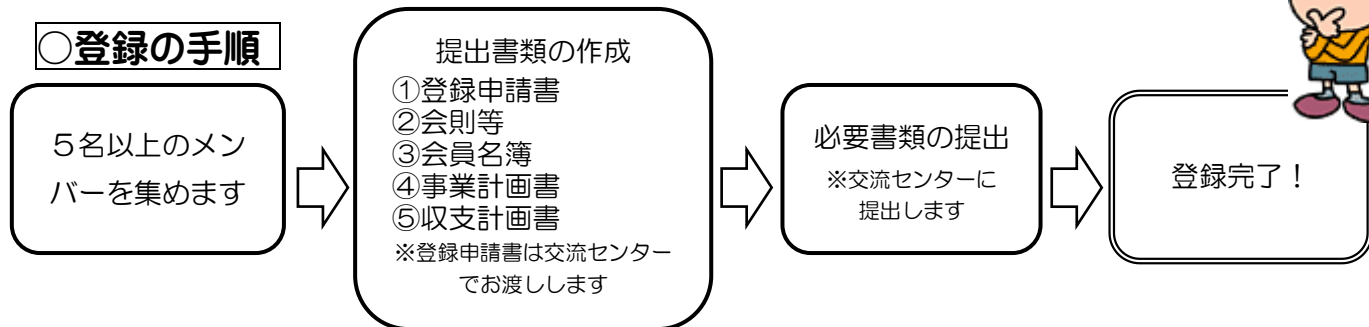 ○登録の手順
５名以上のメン
バーを集めます
提出書類の作成
①登録申請書
②会則等
③会員名簿
④事業計画書
⑤収支計画書
※登録申請書は交流センター
でお渡しします
必要書類の提出
※交流センターに
提出します
登録完了！